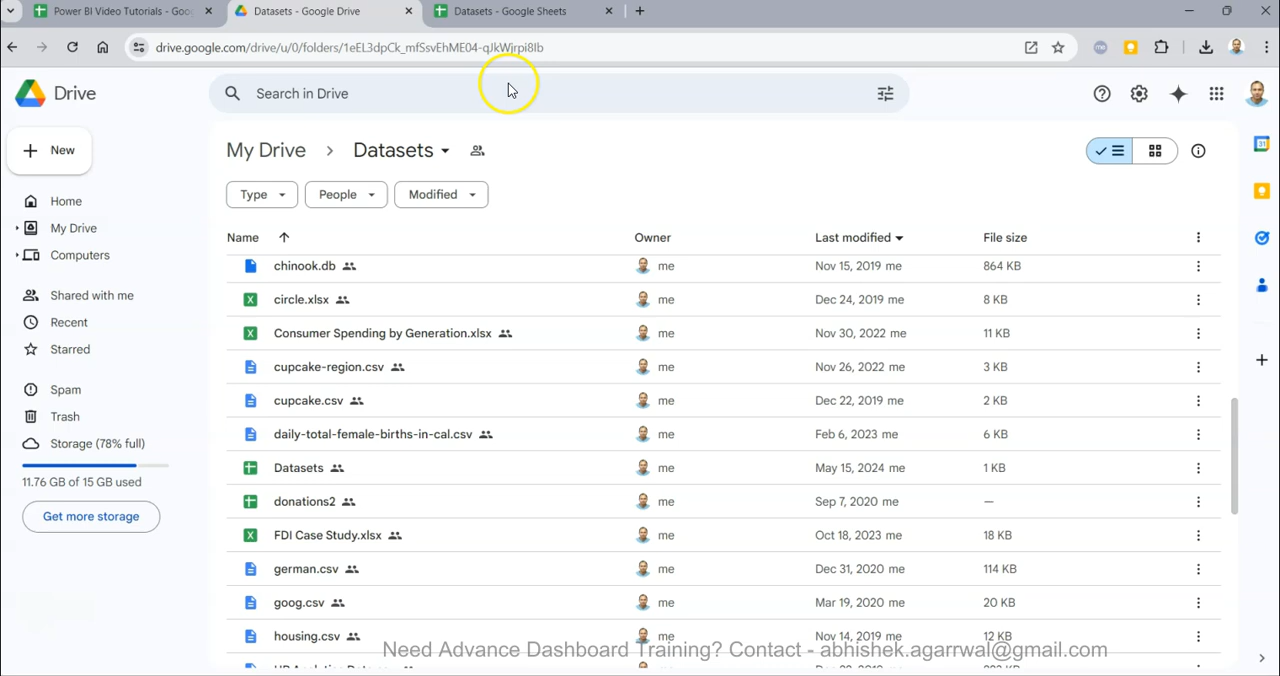 Power BI Video Tutorials - Goo
Datasets - Google Drive
Datasets - Google Sheets
drive.google.com/drive/u/0/folders/1eEL3dpCk_mfSsvEhME04-qJkWjrpi8Ib
Drive
Search in Drive
New
My Drive > Datasets
Type
People
Modified
Home
My Drive
Computers
Shared with me
Recent
Starred
Spam
Trash
Storage (78% full)
11.76 GB of 15 GB used
Get more storage
Name Owner Last modified File size
chinook.db me Nov 15, 2019 me 864 KB
circle.xlsx me Dec 24, 2019 me 8 KB
Consumer Spending by Generation.xlsx me Nov 30, 2022 me 11 KB
cupcake-region.csv me Nov 26, 2022 me 3 KB
cupcake.csv me Dec 22, 2019 me 2 KB
daily-total-female-births-in-cal.csv me Feb 6, 2023 me 6 KB
Datasets me May 15, 2024 me 1 KB
donations2 me Sep 7, 2020 me —
FDI Case Study.xlsx me Oct 18, 2023 me 18 KB
german.csv me Dec 31, 2020 me 114 KB
goog.csv me Mar 19, 2020 me 20 KB
housing.csv me Nov 14, 2019 me 12 KB
Need Advance Dashboard Training? Contact - abhishek.agarrwal@gmail.com